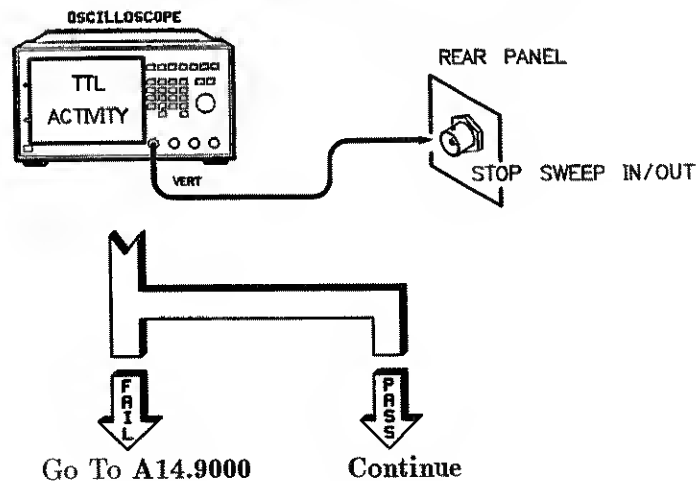 OSCILLOSCOPE
TTL
ACTIVITY
VERT
REAR PANEL
STOP SWEEP IN/OUT
FAIL
PASS
Go To A14.9000
Continue